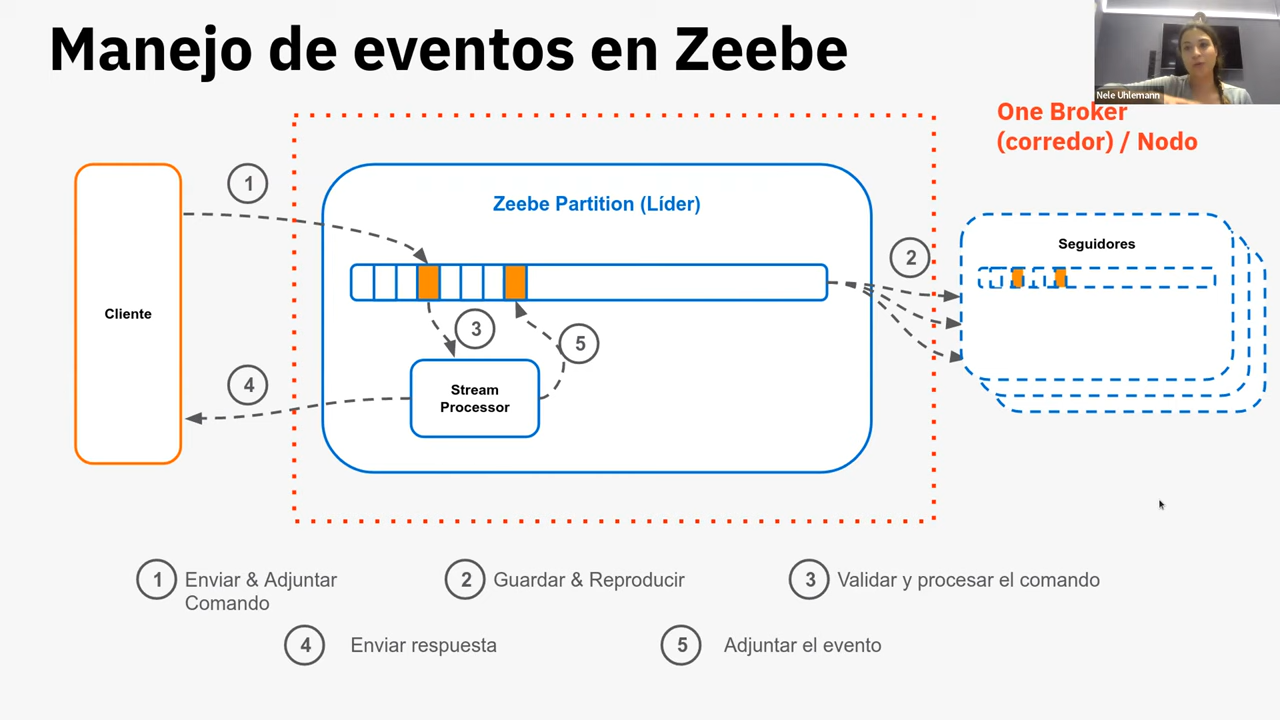 Manejo de eventos en Zeebe
Nele Uhlemann
One Broker
(corredor) / Nodo
1
Zeebe Partition (Líder)
2
Seguidores
Cliente
3
5
4
Stream
Processor
1 Enviar & Adjuntar
Comando
2 Guardar & Reproducir
3 Validar y procesar el comando
4 Enviar respuesta
5 Adjuntar el evento